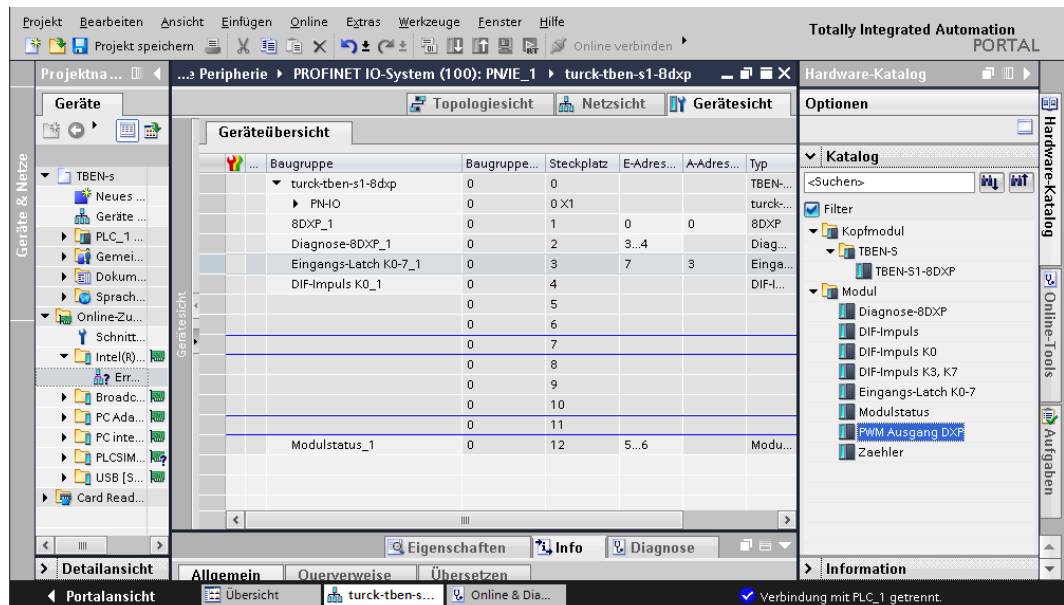 Projekt Bearbeiten Ansicht Einfügen Online Extras Werkzeuge Fenster Hilfe
Totally Integrated Automation
PORTAL
Projekt speichern
Online verbinden
Projektna...
...e Peripherie ▸ PROFINET IO-System (100): PN/IE_1 ▸ turck-tben-s1-8dxp
Hardware-Katalog
Geräte
Topologiesicht Netzsicht Gerätesicht
Optionen
Geräteübersicht
... Baugruppe Baugruppe... Steckplatz E-Adres... A-Adres... Typ
turck-tben-s1-8dxp 0 0 TBEN-...
PN-IO 0 0 X1 turck-...
8DXP_1 0 1 0 0 8DXP
Diagnose-8DXP_1 0 2 3...4 Diag...
Eingangs-Latch K0-7_1 0 3 7 3 Einga...
DIF-Impuls K0_1 0 4 DIF-I...
0 5
0 6
0 7
0 8
0 9
0 10
0 11
Modulstatus_1 0 12 5...6 Modu...
TBEN-s
Neues ...
Geräte ...
PLC_1 ...
Gemei...
Dokum...
Sprach...
Online-Zu...
Schnitt...
Intel(R)...
Err...
Broadc...
PC Ada...
PC inte...
PLCSIM...
USB [S...
Card Read...
Geräte & Netze
Gerätesicht
Katalog
<Suchen>
Filter
Kopfmodul
TBEN-S
TBEN-S1-8DXP
Modul
Diagnose-8DXP
DIF-Impuls
DIF-Impuls K0
DIF-Impuls K3, K7
Eingangs-Latch K0-7
Modulstatus
PWM Ausgang DXP
Zaehler
Hardware-Katalog
Online-Tools
Aufgaben
Eigenschaften Info Diagnose
Detailansicht
Allgemein Querverweise Übersetzen
Information
Portalansicht
Übersicht
turck-tben-s...
Online & Dia...
Verbindung mit PLC_1 getrennt.